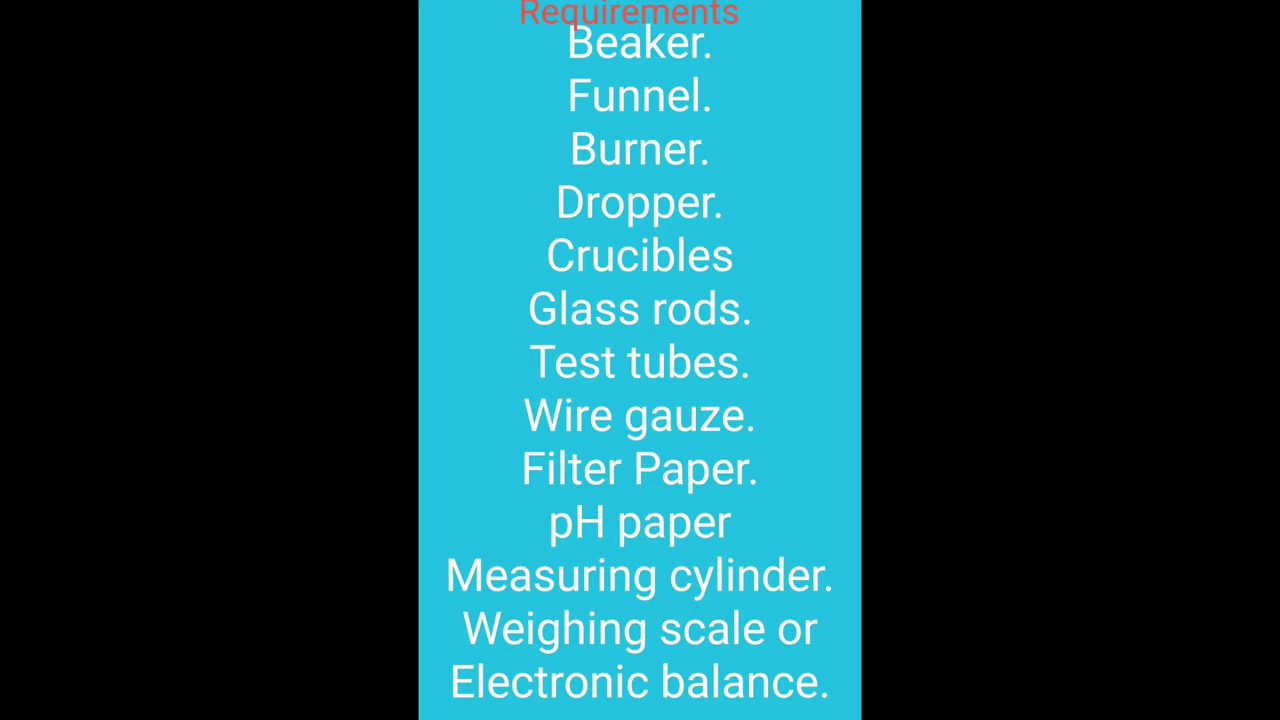 Requirements
Beaker.
Funnel.
Burner.
Dropper.
Crucibles
Glass rods.
Test tubes.
Wire gauze.
Filter Paper.
pH paper
Measuring cylinder.
Weighing scale or
Electronic balance.